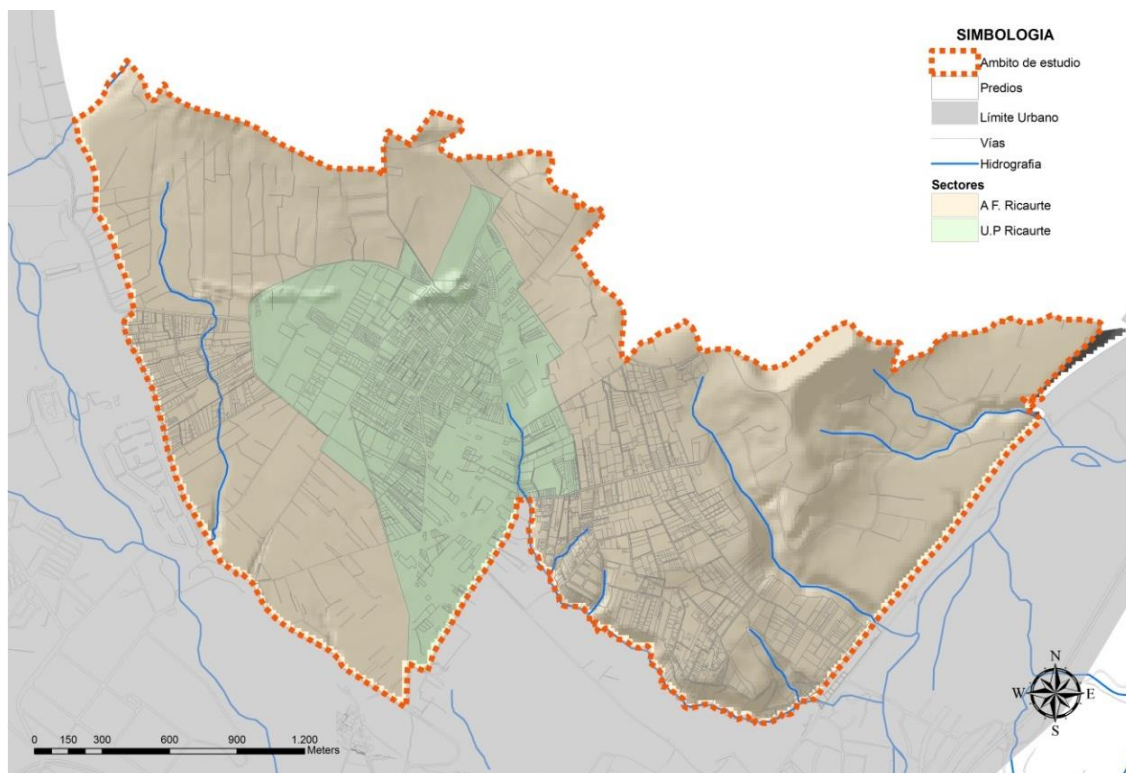 SIMBOLOGIA
Ambito de estudio
Predios
Límite Urbano
Vías
Hidrografia
Sectores
A F. Ricaurte
U.P Ricaurte
N
W E
S
0 150 300 600 900 1.200
Meters